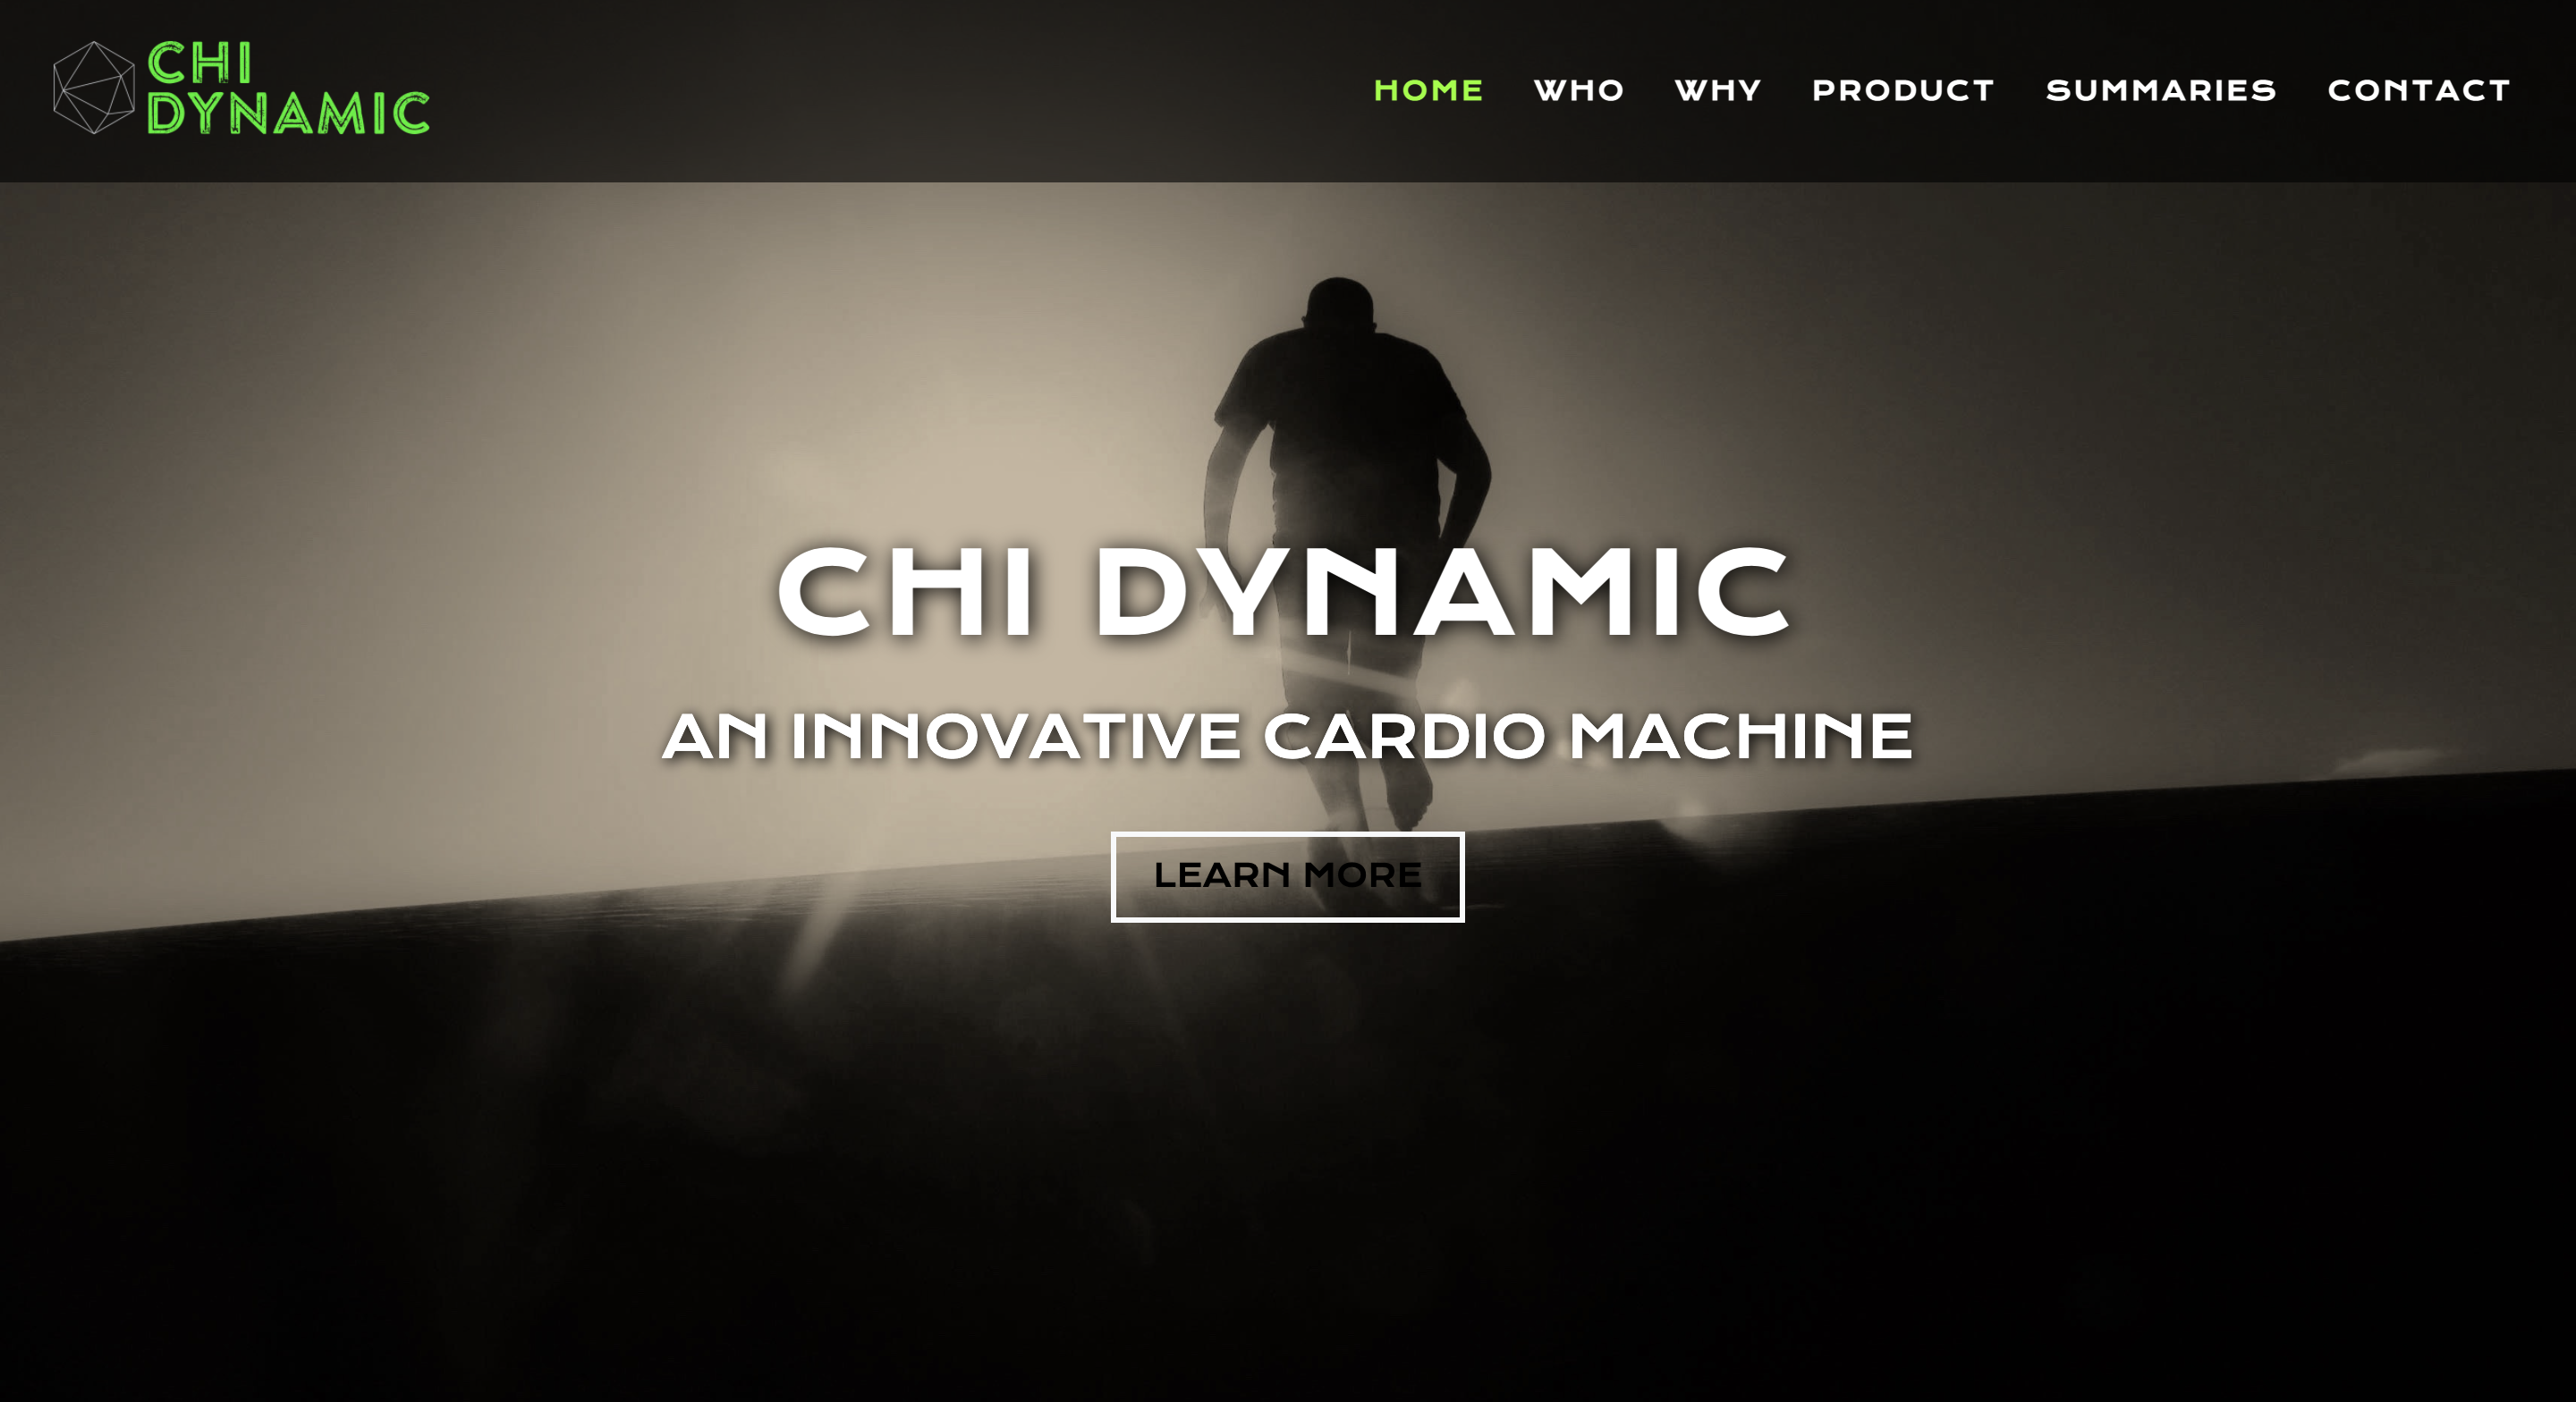 CHI
DYNAMIC
HOME WHO WHY PRODUCT SUMMARIES CONTACT
CHI DYNAMIC
AN INNOVATIVE CARDIO MACHINE
LEARN MORE